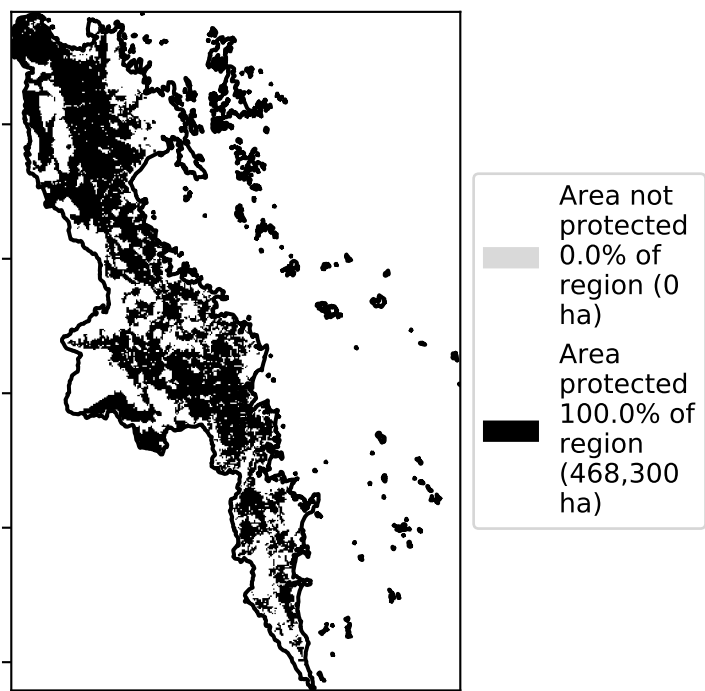 Area not
protected
0.0% of
region (0
ha)
Area
protected
100.0% of
region
(468,300
ha)